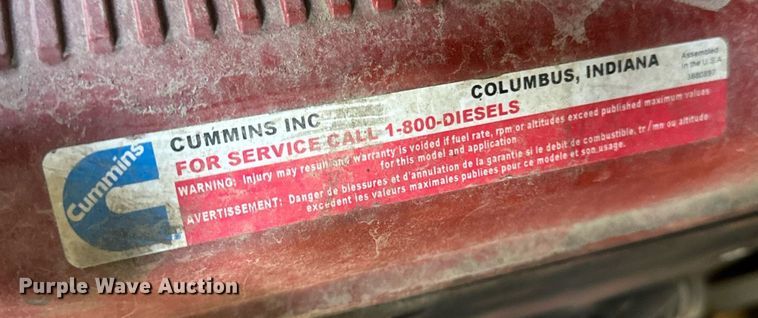 Cummins
CUMMINS INC
COLUMBUS, INDIANA
Assembled
in the U.S.A
FOR SERVICE CALL 1-800-DIESELS
WARNING: Injury may result and warranty is voided if fuel rate, rpm or altitudes exceed published maximum values
for this model and application
AVERTISSEMENT: Danger de blessures et d'annulation de la garantie si le debit de combustible, tr/mn ou altitude
excedent les valeurs maximales publiées pour ce modele et son usage.
Purple Wave Auction